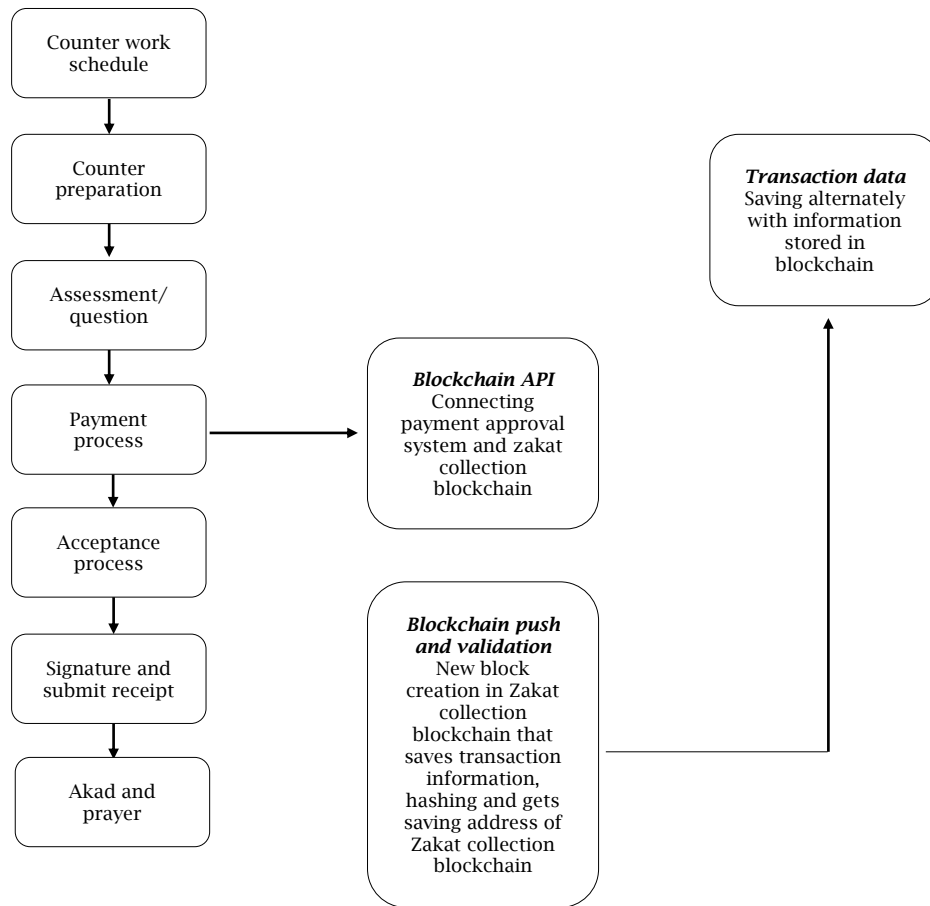 Counter work
schedule
Counter
preparation
Assessment/
question
Payment
process
Acceptance
process
Signature and
submit receipt
Akad and
prayer
Blockchain API
Connecting
payment approval
system and zakat
collection
blockchain
Blockchain push
and validation
New block
creation in Zakat
collection
blockchain that
saves transaction
information,
hashing and gets
saving address of
Zakat collection
blockchain
Transaction data
Saving alternately
with information
stored in
blockchain